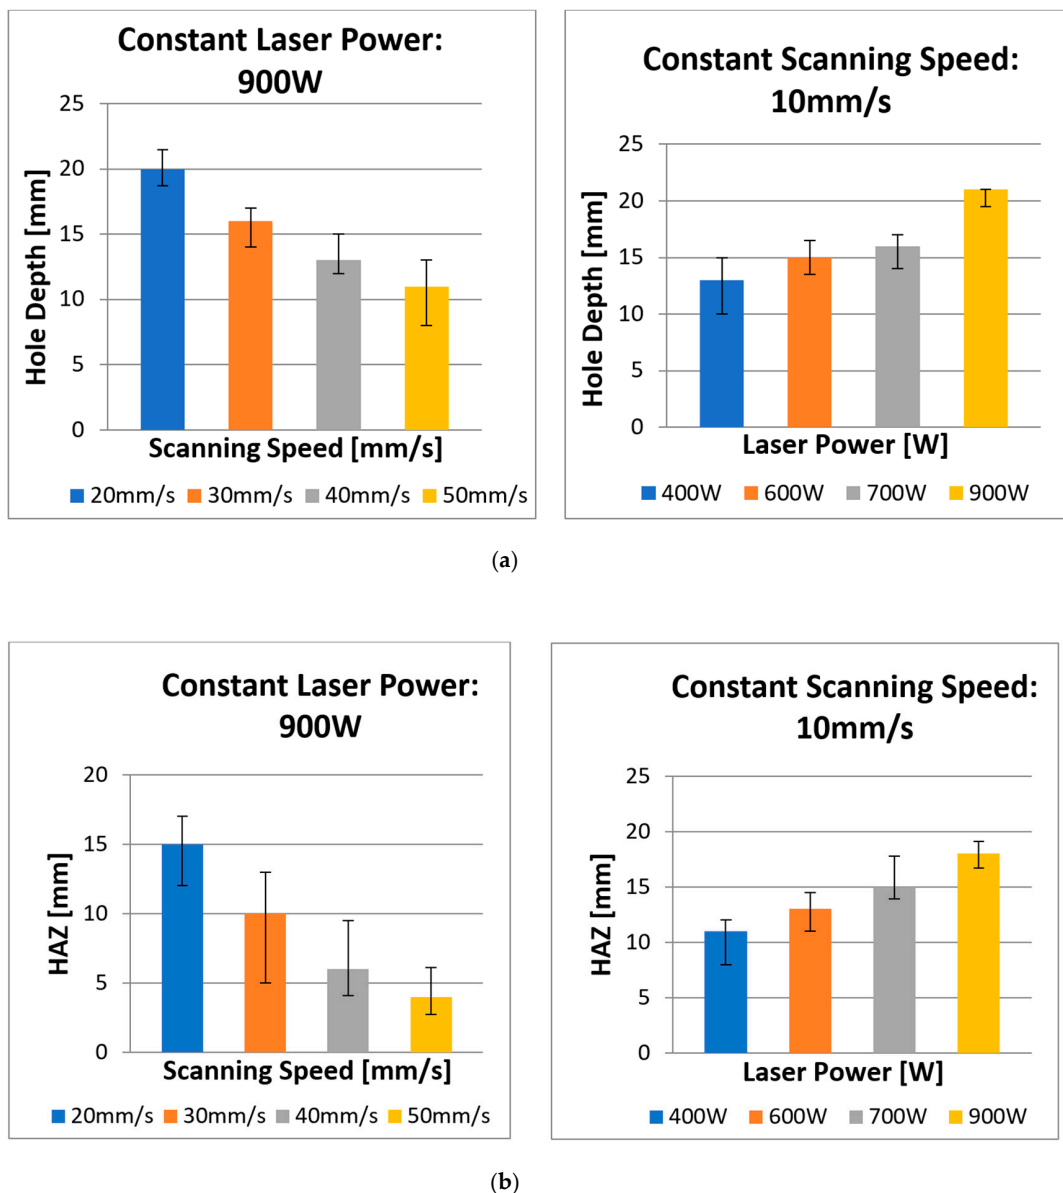 Constant Laser Power:
900W
25
20
15
10
5
0
Hole Depth [mm]
Scanning Speed [mm/s]
20mm/s 30mm/s 40mm/s 50mm/s
Constant Scanning Speed:
10mm/s
25
20
15
10
5
0
Hole Depth [mm]
Laser Power [W]
400W 600W 700W 900W
(a)
Constant Laser Power:
900W
20
15
10
5
0
HAZ [mm]
Scanning Speed [mm/s]
20mm/s 30mm/s 40mm/s 50mm/s
Constant Scanning Speed:
10mm/s
25
20
15
10
5
0
HAZ [mm]
Laser Power [W]
400W 600W 700W 900W
(b)